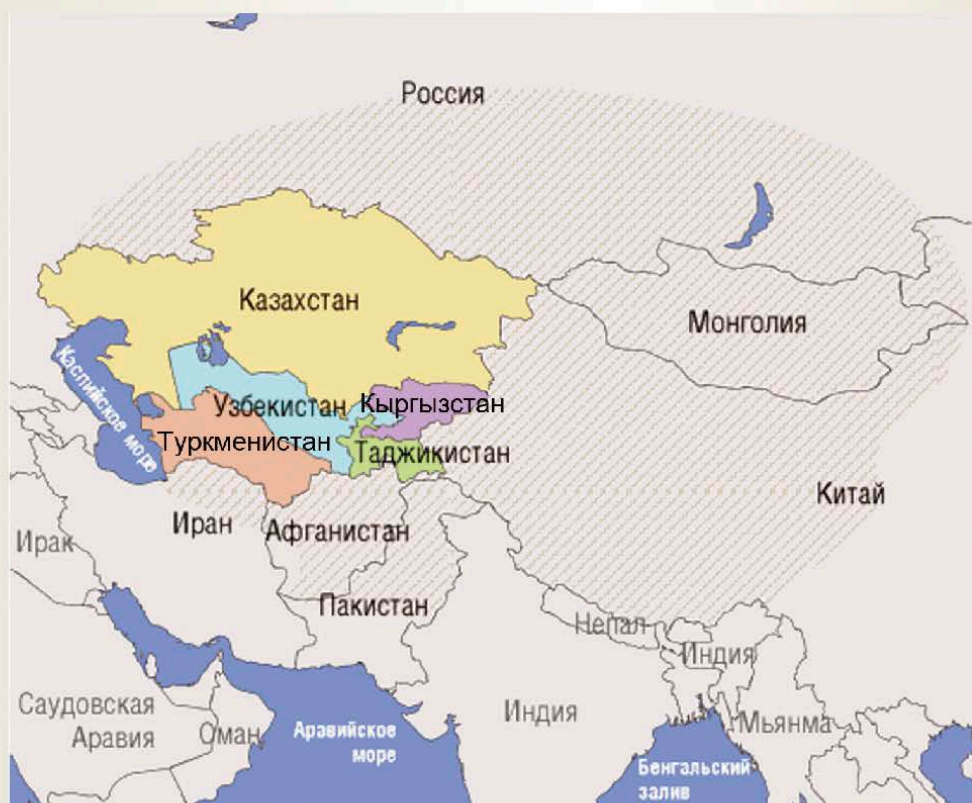 Россия
Казахстан
Монголия
Каспийское море
Узбекистан
Кыргызстан
Туркменистан
Таджикистан
Китай
Иран
Афганистан
Ирак
Пакистан
Непал
Индия
Саудовская
Аравия
Оман
Аравийское
море
Индия
Мьянма
Бенгальский
залив